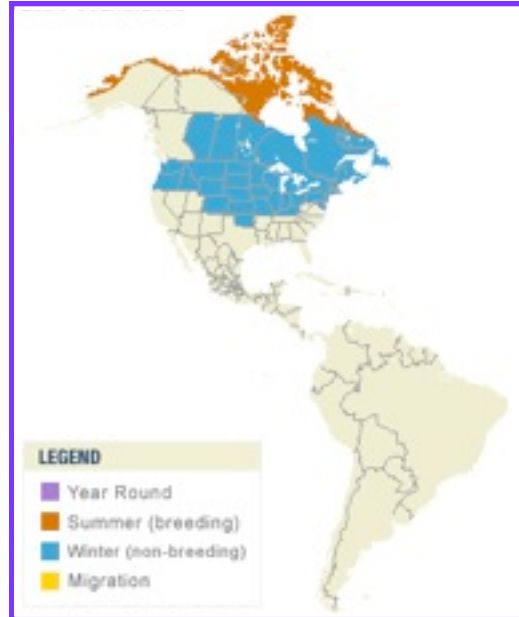 LEGEND
Year Round
Summer (breeding)
Winter (non-breeding)
Migration